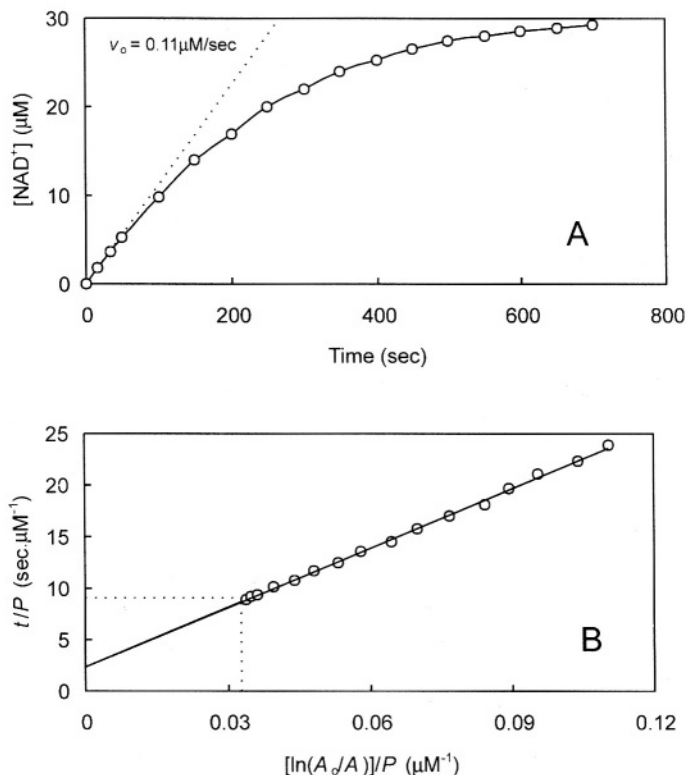 30
v₀ = 0.11μM/sec
20
[NAD⁺] (μM)
10
A
0
0 200 400 600 800
Time (sec)
25
20
15
t/P (sec.μM⁻¹)
10
5
B
0
0 0.03 0.06 0.09 0.12
[ln(A₀/A)]/P (μM⁻¹)